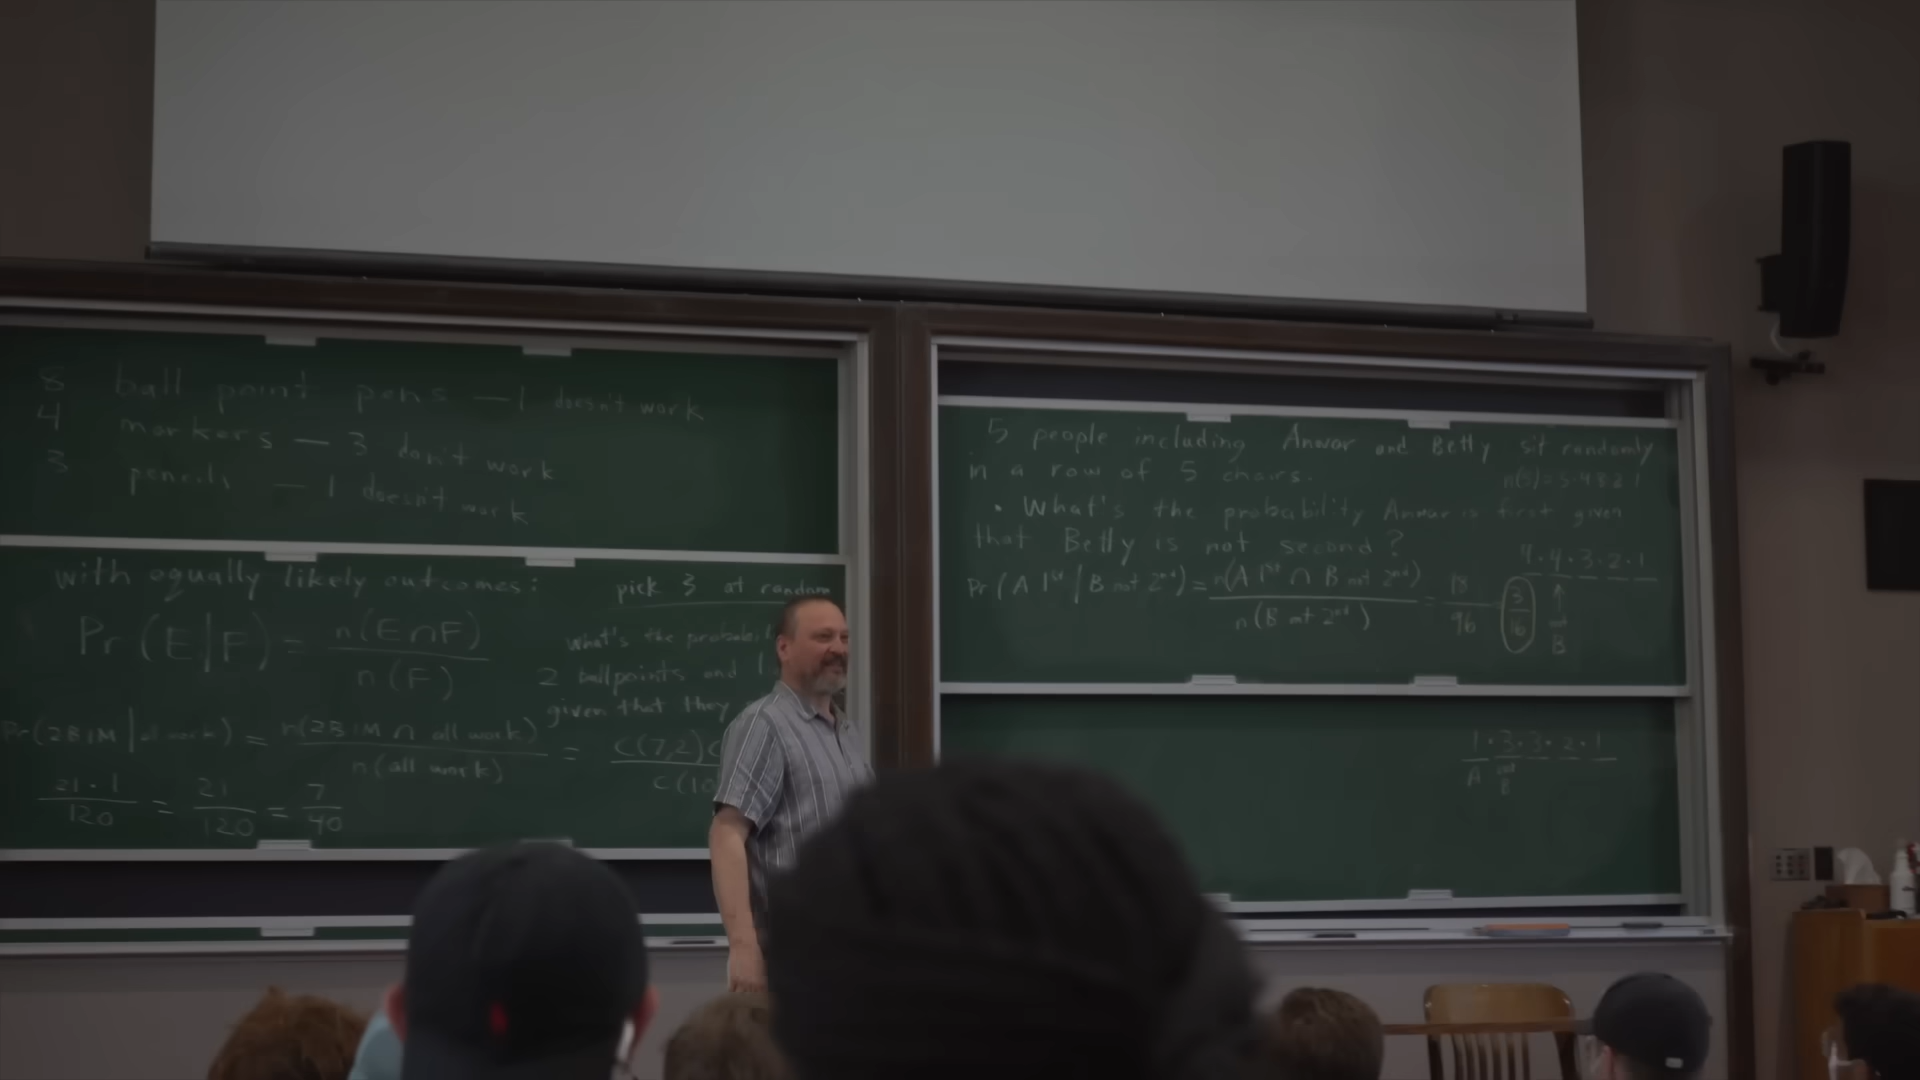 8 ball point pens — 1 doesn't work
4 markers — 3 don't work
3 pencils — 1 doesn't work
with equally likely outcomes:
Pr(E|F) = n(E∩F) / n(F)
pick 3 at random
what's the
2 ballpoints and 1
given that they
Pr(2B1M | all work) = n(2B1M ∩ all work) / n(all work) = C(7,2)C / C(10
21·1 / 120 = 21 / 120 = 7 / 40
5 people including Anwar and Betty sit randomly
in a row of 5 chairs.
n(S)=5·4·3·2·1
• What's the probability Anwar is first given
that Betty is not second?
4·4·3·2·1
not
B
Pr(A 1st | B not 2nd) = n(A 1st ∩ B not 2nd) / n(B not 2nd) = 18 / 96 3 / 16
1·3·3·2·1
A not
B